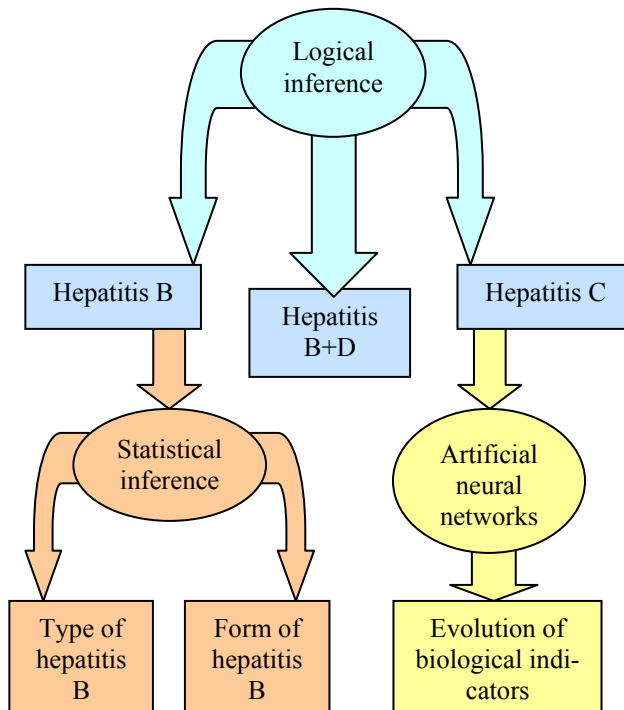 Logical
inference
Hepatitis B
Hepatitis
B+D
Hepatitis C
Statistical
inference
Artificial
neural
networks
Type of
hepatitis
B
Form of
hepatitis
B
Evolution of
biological indi-
cators